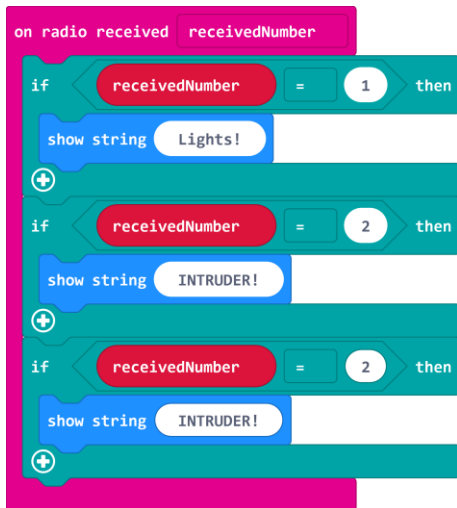 on radio received receivedNumber
if receivedNumber = 1 then
show string Lights!
if receivedNumber = 2 then
show string INTRUDER!
if receivedNumber = 2 then
show string INTRUDER!